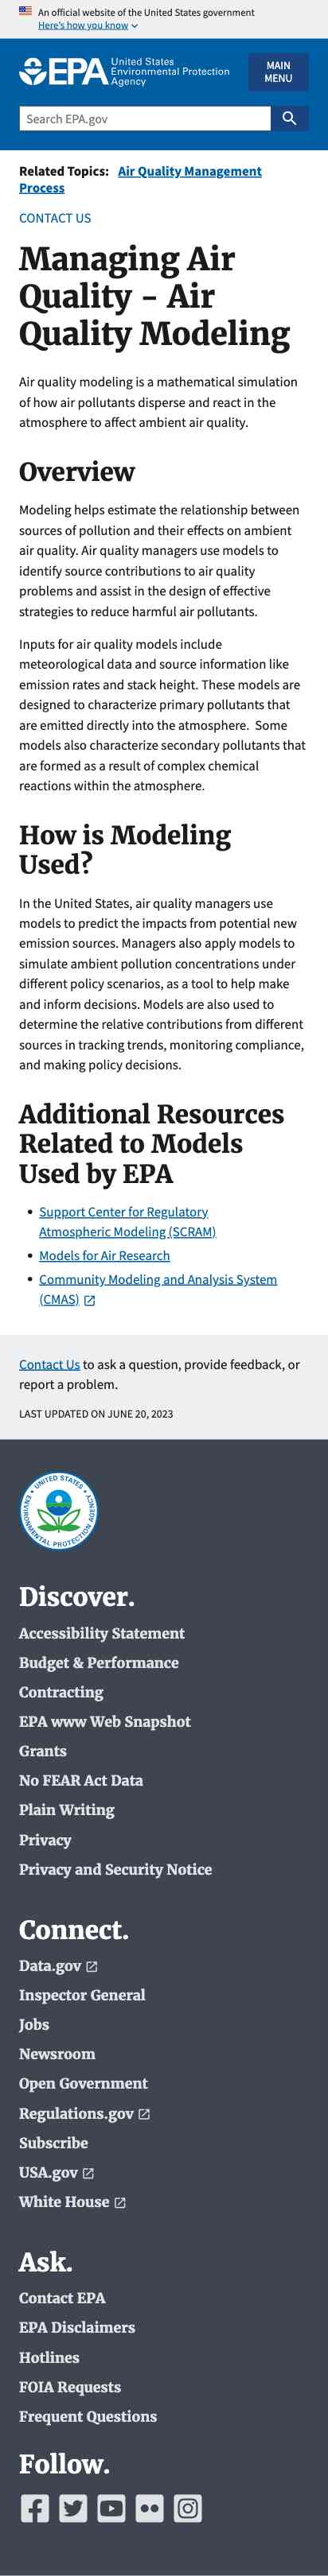 An official website of the United States government
Here's how you know
EPA United States
Environmental Protection
Agency
MAIN
MENU
Search EPA.gov
Related Topics: Air Quality Management
Process
CONTACT US
Managing Air
Quality - Air
Quality Modeling
Air quality modeling is a mathematical simulation
of how air pollutants disperse and react in the
atmosphere to affect ambient air quality.
Overview
Modeling helps estimate the relationship between
sources of pollution and their effects on ambient
air quality. Air quality managers use models to
identify source contributions to air quality
problems and assist in the design of effective
strategies to reduce harmful air pollutants.
Inputs for air quality models include
meteorological data and source information like
emission rates and stack height. These models are
designed to characterize primary pollutants that
are emitted directly into the atmosphere. Some
models also characterize secondary pollutants that
are formed as a result of complex chemical
reactions within the atmosphere.
How is Modeling
Used?
In the United States, air quality managers use
models to predict the impacts from potential new
emission sources. Managers also apply models to
simulate ambient pollution concentrations under
different policy scenarios, as a tool to help make
and inform decisions. Models are also used to
determine the relative contributions from different
sources in tracking trends, monitoring compliance,
and making policy decisions.
Additional Resources
Related to Models
Used by EPA
• Support Center for Regulatory
Atmospheric Modeling (SCRAM)
• Models for Air Research
• Community Modeling and Analysis System
(CMAS)
Contact Us to ask a question, provide feedback, or
report a problem.
LAST UPDATED ON JUNE 20, 2023
UNITED STATES
ENVIRONMENTAL PROTECTION AGENCY
Discover.
Accessibility Statement
Budget & Performance
Contracting
EPA www Web Snapshot
Grants
No FEAR Act Data
Plain Writing
Privacy
Privacy and Security Notice
Connect.
Data.gov
Inspector General
Jobs
Newsroom
Open Government
Regulations.gov
Subscribe
USA.gov
White House
Ask.
Contact EPA
EPA Disclaimers
Hotlines
FOIA Requests
Frequent Questions
Follow.